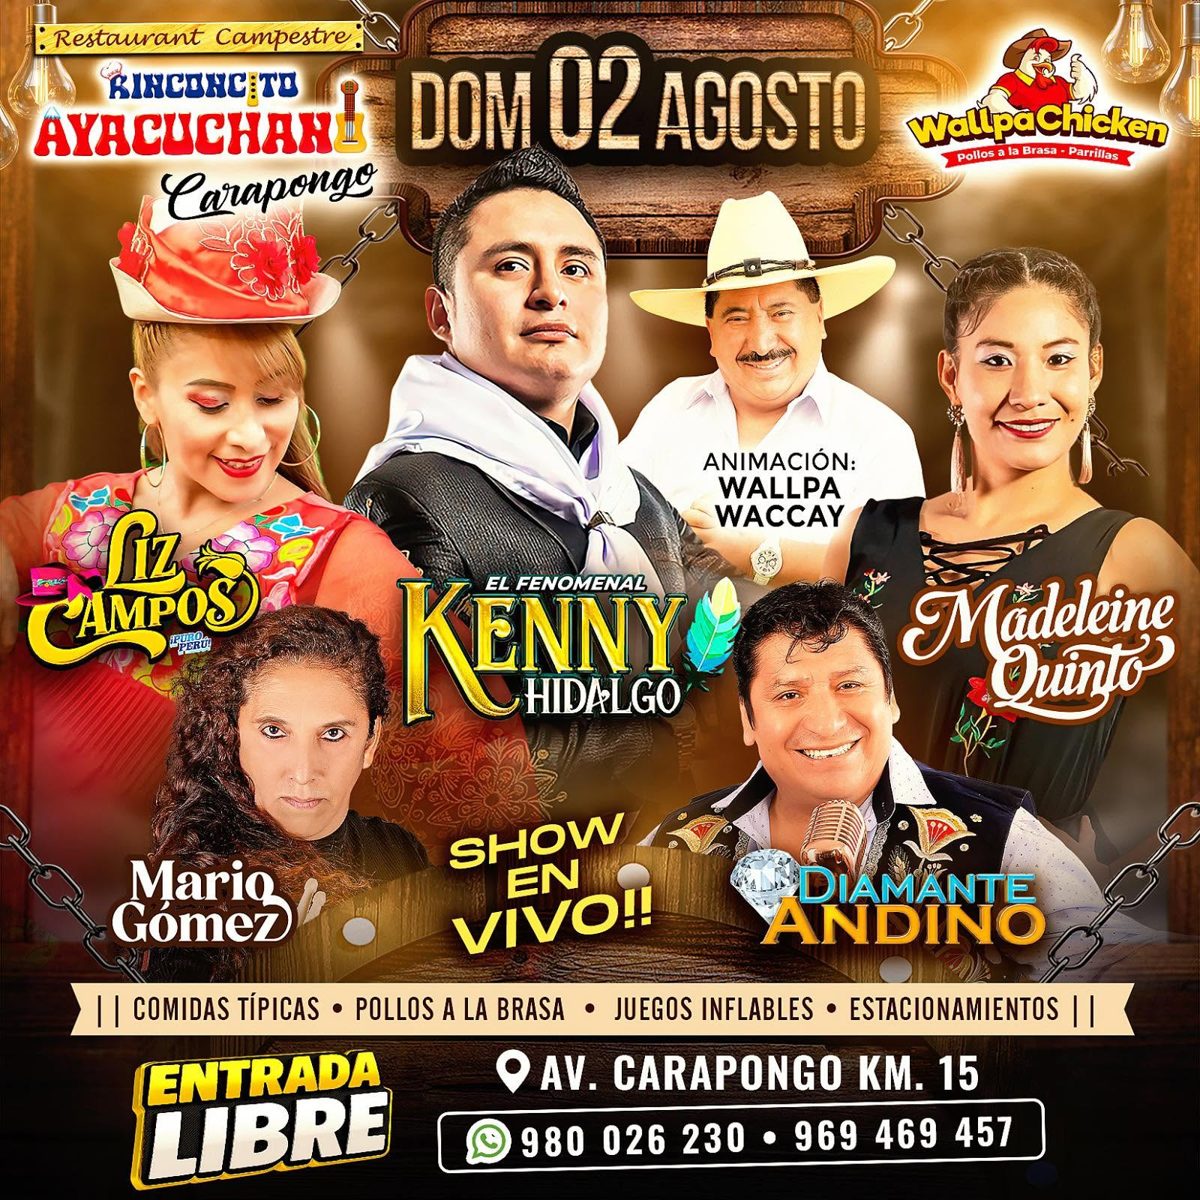 Restaurant Campestre
RINCONCITO
AYACUCHANO
Carapongo
DOM 02 AGOSTO
WallpaChicken
Pollos a la Brasa - Parrillas
ANIMACIÓN:
WALLPA
WACCAY
LIZ
CAMPOS
¡PURO
PERÚ!
EL FENOMENAL
KENNY
HIDALGO
Madeleine
Quinto
Mario
Gómez
SHOW
EN
VIVO!!
DIAMANTE
ANDINO
|| COMIDAS TÍPICAS • POLLOS A LA BRASA • JUEGOS INFLABLES • ESTACIONAMIENTOS ||
ENTRADA
LIBRE
AV. CARAPONGO KM. 15
980 026 230 • 969 469 457